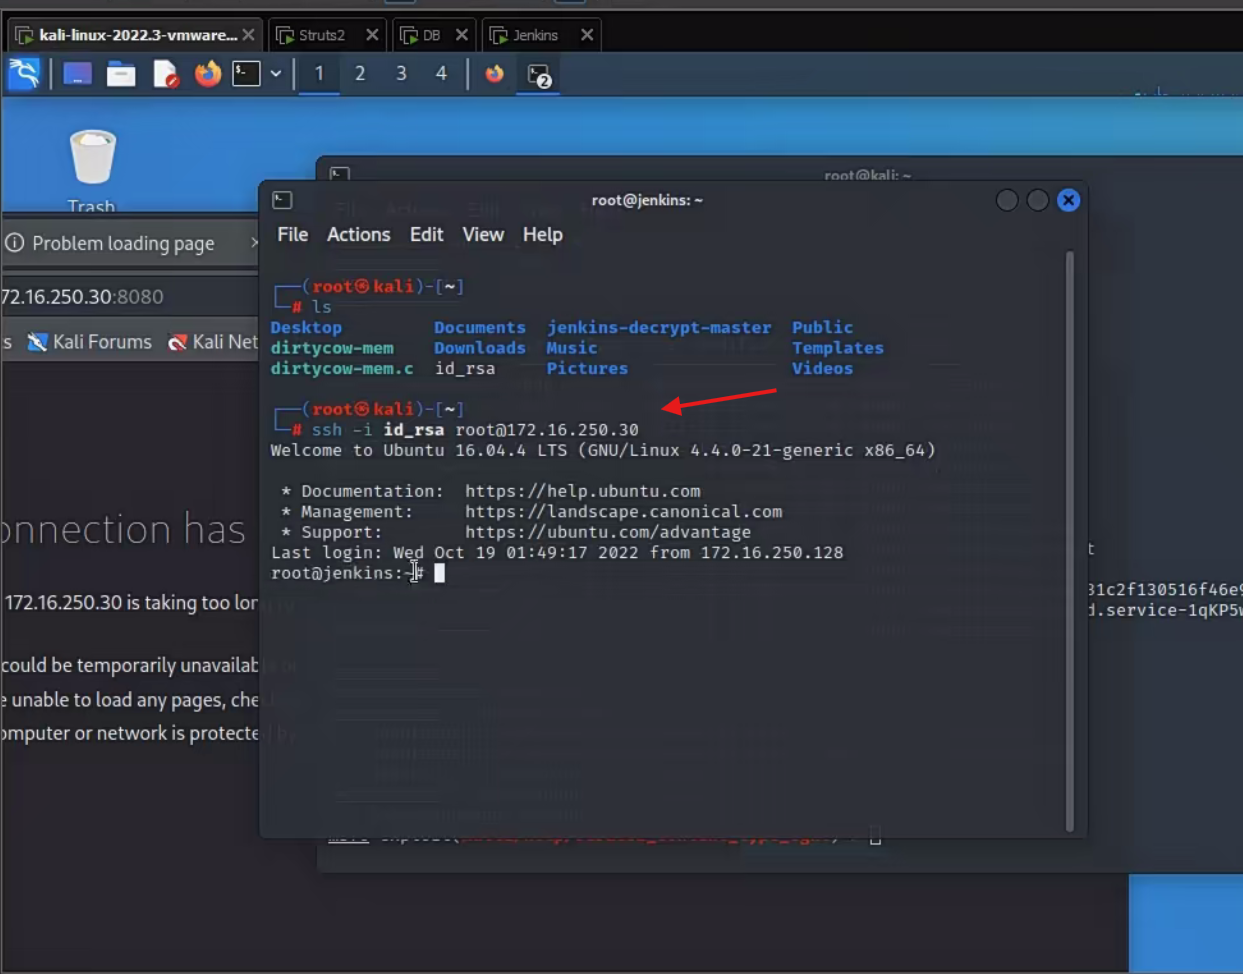 kali-linux-2022.3-vmware...
Struts2
DB
Jenkins
1 2 3 4
2
Trash
root@kali: ~
root@jenkins: ~
File Actions Edit View Help
Problem loading page
72.16.250.30:8080
s Kali Forums Kali Net
┌──(root㉿kali)-[~]
└─# ls
Desktop Documents jenkins-decrypt-master Public
dirtycow-mem Downloads Music Templates
dirtycow-mem.c id_rsa Pictures Videos
┌──(root㉿kali)-[~]
└─# ssh -i id_rsa root@172.16.250.30
Welcome to Ubuntu 16.04.4 LTS (GNU/Linux 4.4.0-21-generic x86_64)
* Documentation: https://help.ubuntu.com
* Management: https://landscape.canonical.com
* Support: https://ubuntu.com/advantage
Last login: Wed Oct 19 01:49:17 2022 from 172.16.250.128
root@jenkins:~#
onnection has
172.16.250.30 is taking too lon
could be temporarily unavailab
e unable to load any pages, che
omputer or network is protecte
t
31c2f130516f46e9
d.service-1qKP5w